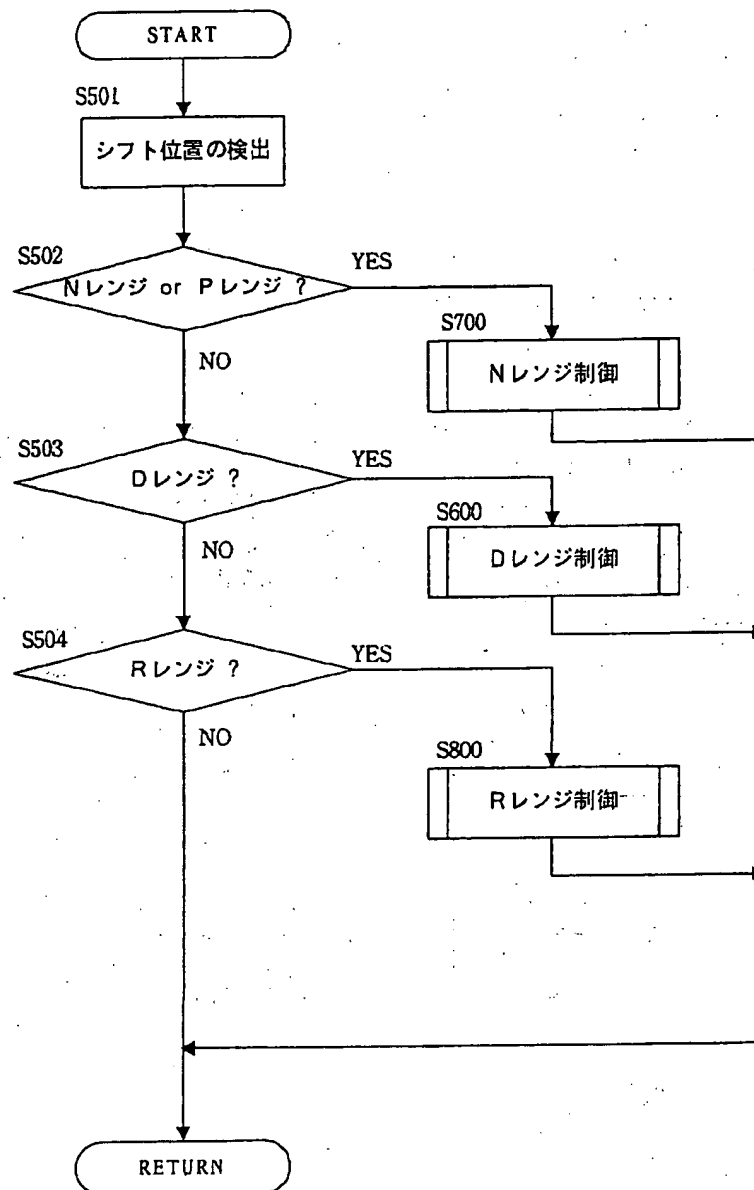 START
S501
シフト位置の検出
S502
Nレンジ or Pレンジ ?
YES
NO
S700
Nレンジ制御
S503
Dレンジ ?
YES
NO
S600
Dレンジ制御
S504
Rレンジ ?
YES
NO
S800
Rレンジ制御
RETURN